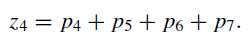 z₄ = p₄ + p₅ + p₆ + p₇.